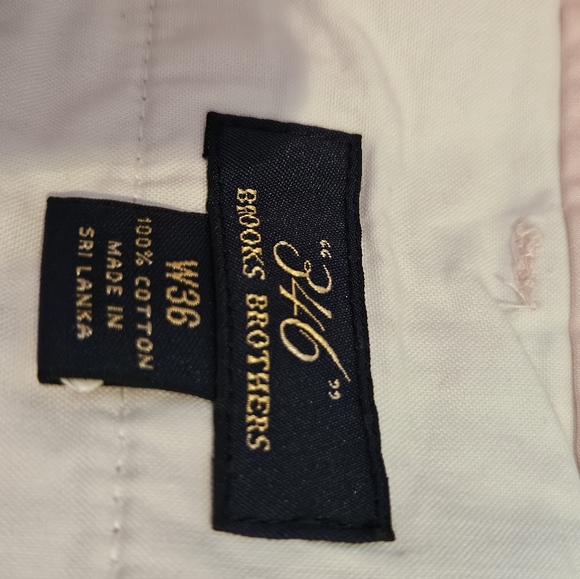 "346"
BROOKS BROTHERS
W36
100% COTTON
MADE IN
SRI LANKA